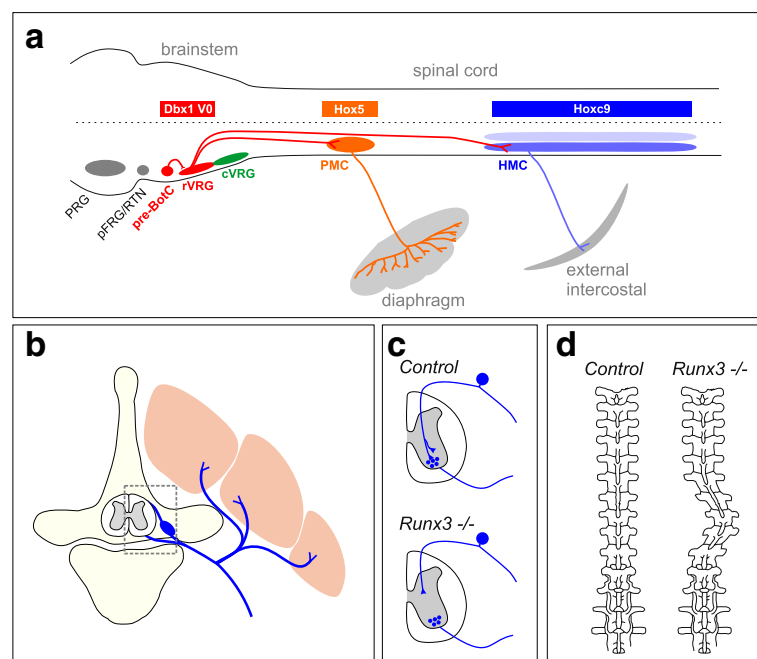 a
brainstem
spinal cord
Dbx1 V0
Hox5
Hoxc9
PRG
pFRG/RTN
pre-BotC
rVRG
cVRG
PMC
HMC
diaphragm
external
intercostal
b
c
Control
Runx3 -/-
d
Control
Runx3 -/-